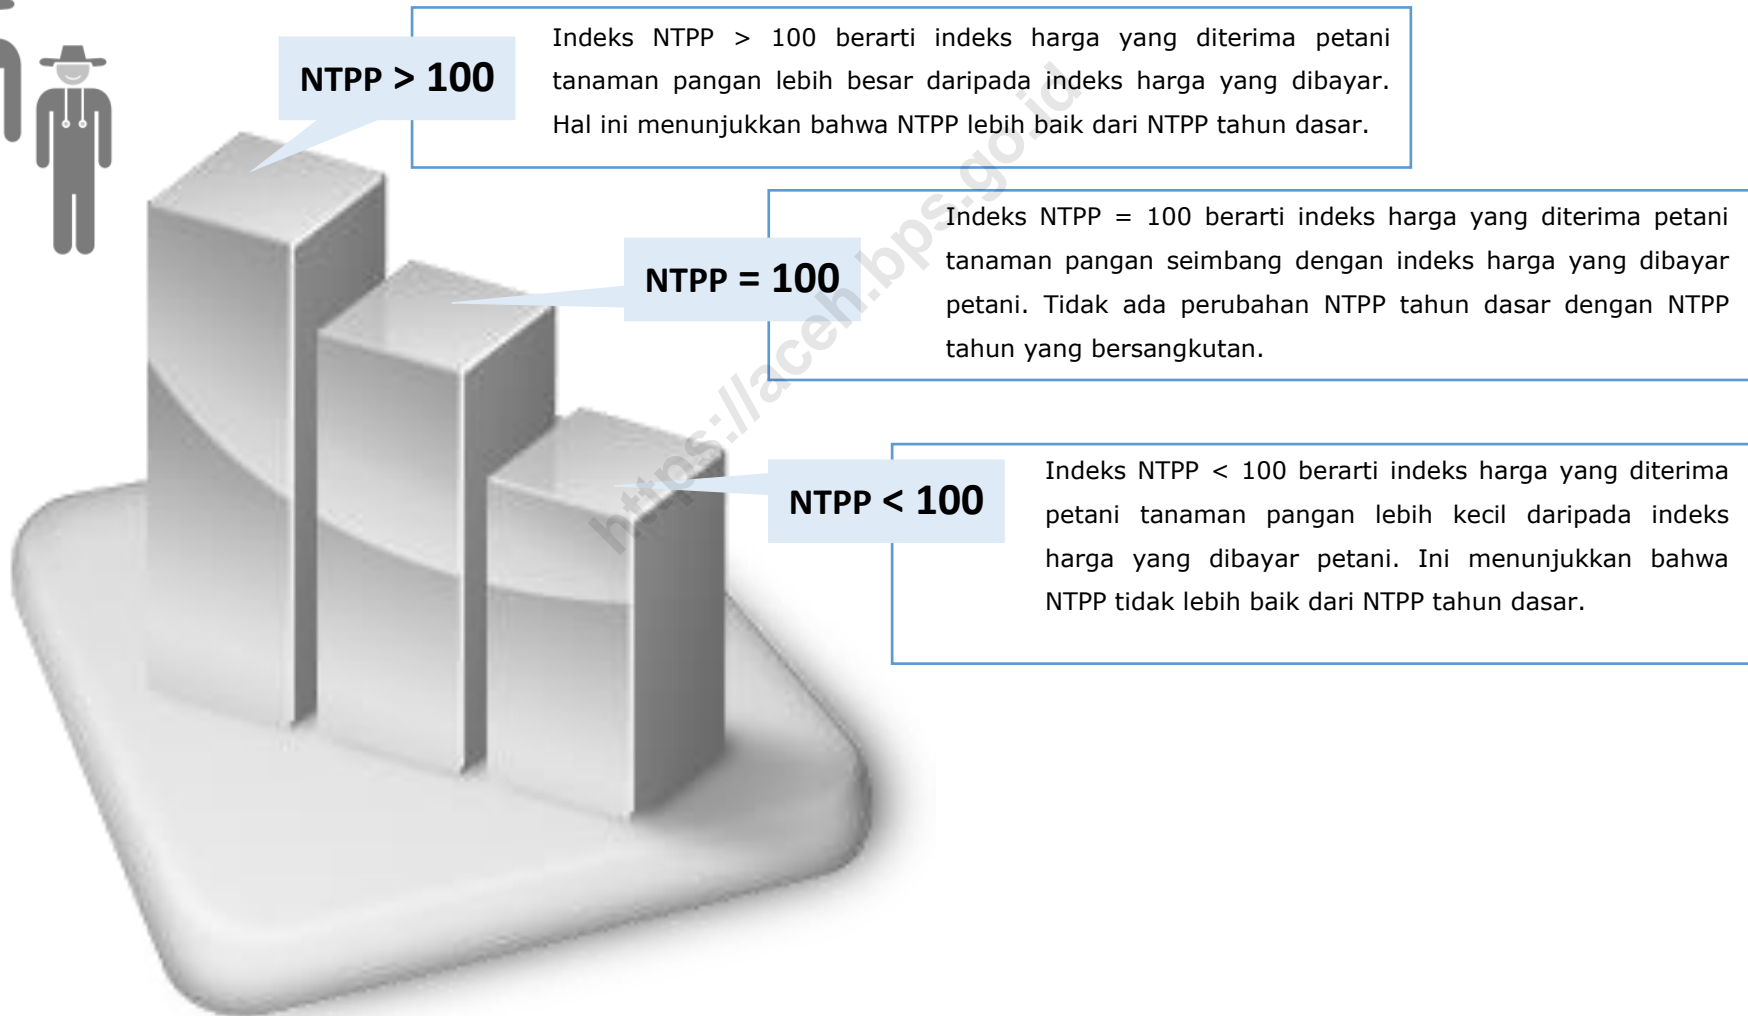 NTPP > 100
Indeks NTPP > 100 berarti indeks harga yang diterima petani
tanaman pangan lebih besar daripada indeks harga yang dibayar.
Hal ini menunjukkan bahwa NTPP lebih baik dari NTPP tahun dasar.
NTPP = 100
Indeks NTPP = 100 berarti indeks harga yang diterima petani
tanaman pangan seimbang dengan indeks harga yang dibayar
petani. Tidak ada perubahan NTPP tahun dasar dengan NTPP
tahun yang bersangkutan.
NTPP < 100
Indeks NTPP < 100 berarti indeks harga yang diterima
petani tanaman pangan lebih kecil daripada indeks
harga yang dibayar petani. Ini menunjukkan bahwa
NTPP tidak lebih baik dari NTPP tahun dasar.
https://aceh.bps.go.id